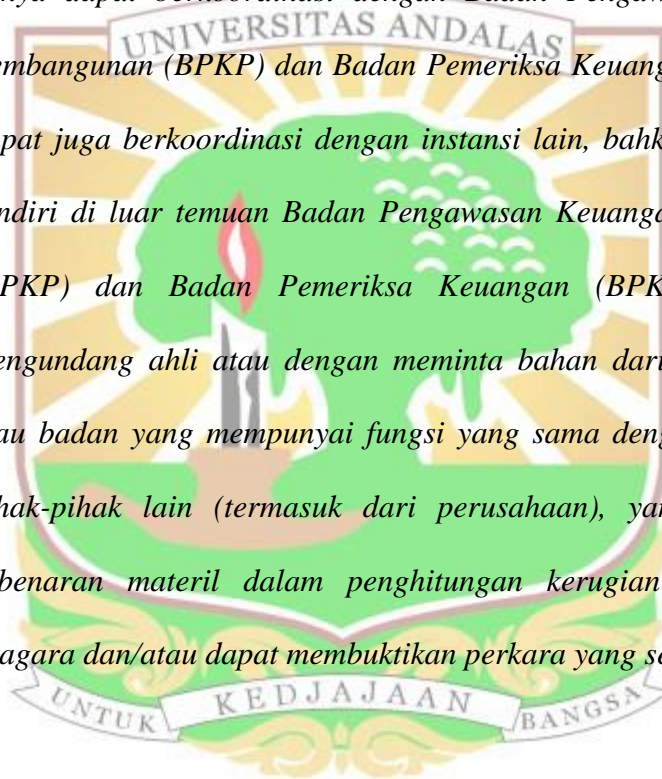 nya dapat berkoordinasi dengan Badan Pengaw
UNIVERSITAS ANDALAS
embangunan (BPKP) dan Badan Pemeriksa Keuang
pat juga berkoordinasi dengan instansi lain, bahk
ndiri di luar temuan Badan Pengawasan Keuanga
PKP) dan Badan Pemeriksa Keuangan (BPK
engundang ahli atau dengan meminta bahan dari
au badan yang mempunyai fungsi yang sama deng
hak-pihak lain (termasuk dari perusahaan), yan
benaran materil dalam penghitungan kerugian
agara dan/atau dapat membuktikan perkara yang se
UNTUK KEDJAJAAN BANGSA